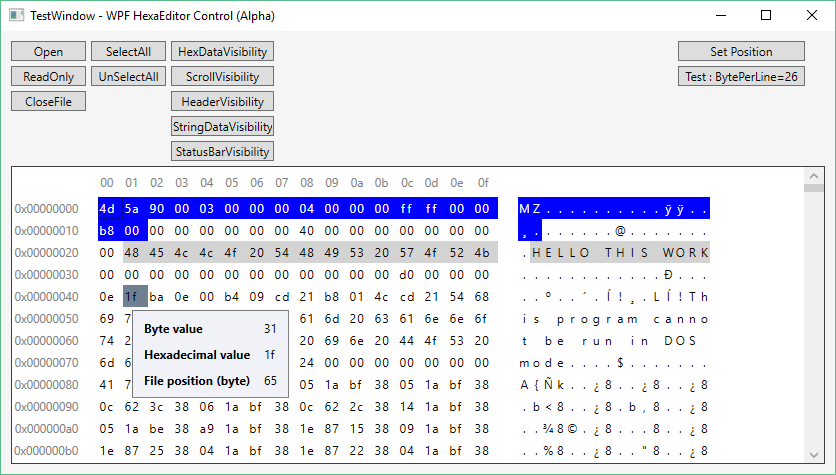 TestWindow - WPF HexaEditor Control (Alpha)
Open SelectAll HexDataVisibility Set Position
ReadOnly UnSelectAll ScrollVisibility Test : BytePerLine=26
CloseFile HeaderVisibility
StringDataVisibility
StatusBarVisibility
00 01 02 03 04 05 06 07 08 09 0a 0b 0c 0d 0e 0f
0x00000000 4d 5a 90 00 03 00 00 00 04 00 00 00 ff ff 00 00 M Z . . . . . . . . . . ÿ ÿ . .
0x00000010 b8 00 00 00 00 00 00 00 40 00 00 00 00 00 00 00 ¸ . . . . . . . @ . . . . . . .
0x00000020 00 48 45 4c 4c 4f 20 54 48 49 53 20 57 4f 52 4b . H E L L O T H I S W O R K
0x00000030 00 00 00 00 00 00 00 00 00 00 00 00 d0 00 00 00 . . . . . . . . . . . . Ð . . .
0x00000040 0e 1f ba 0e 00 b4 09 cd 21 b8 01 4c cd 21 54 68 . . º . . ´ . Í ! ¸ . L Í ! T h
0x00000050 69 7 61 6d 20 63 61 6e 6e 6f i s p r o g r a m c a n n o
0x00000060 74 2 20 69 6e 20 44 4f 53 20 t b e r u n i n D O S
0x00000070 6d 6 24 00 00 00 00 00 00 00 m o d e . . . . $ . . . . . . .
0x00000080 41 7 05 1a bf 38 05 1a bf 38 A { Ñ k . . ¿ 8 . . ¿ 8 . . ¿ 8
0x00000090 0c 62 3c 38 06 1a bf 38 0c 62 2c 38 14 1a bf 38 . b < 8 . . ¿ 8 . b , 8 . . ¿ 8
0x000000a0 05 1a be 38 a9 1a bf 38 1e 87 15 38 09 1a bf 38 . . ¾ 8 © . ¿ 8 . . . 8 . . ¿ 8
0x000000b0 1e 87 25 38 04 1a bf 38 1e 87 22 38 04 1a bf 38 . . % 8 . . ¿ 8 . . " 8 . . ¿ 8
Byte value 31
Hexadecimal value 1f
File position (byte) 65